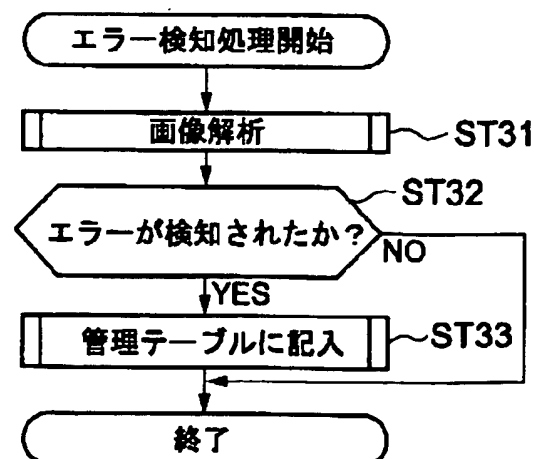 エラー検知処理開始
画像解析
ST31
ST32
エラーが検知されたか？
NO
YES
管理テーブルに記入
ST33
終了